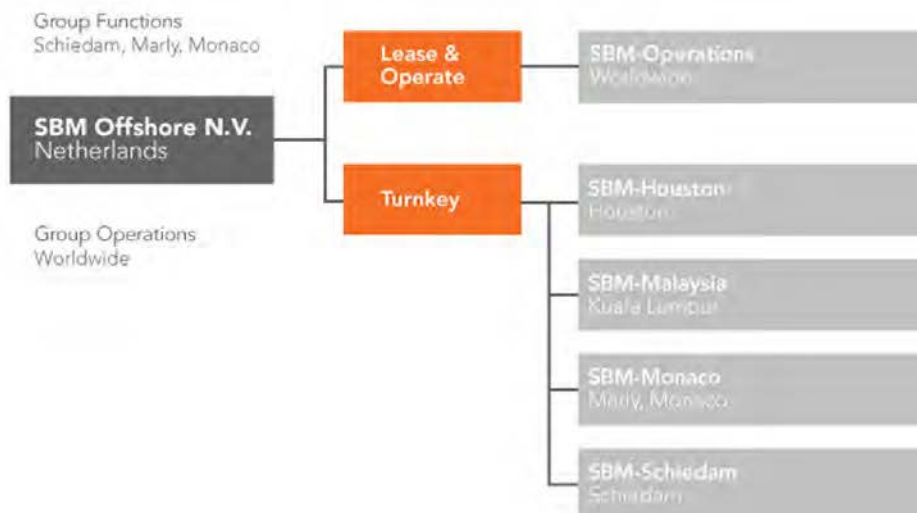 Group Functions
Schiedam, Marly, Monaco
SBM Offshore N.V.
Netherlands
Group Operations
Worldwide
Lease &
Operate
Turnkey
SBM-Operations
Worldwide
SBM-Houston
Houston
SBM-Malaysia
Kuala Lumpur
SBM-Monaco
Marly, Monaco
SBM-Schiedam
Schiedam